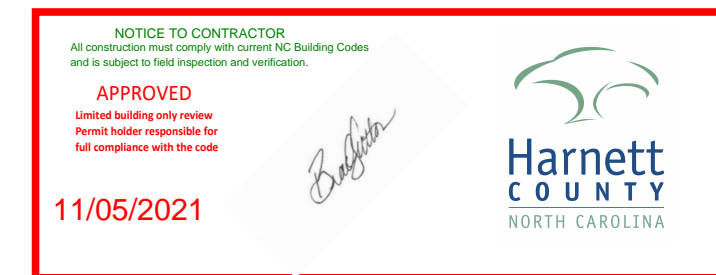 NOTICE TO CONTRACTOR
All construction must comply with current NC Building Codes
and is subject to field inspection and verification.
APPROVED
Limited building only review
Permit holder responsible for
full compliance with the code
11/05/2021
Harnett
COUNTY
NORTH CAROLINA